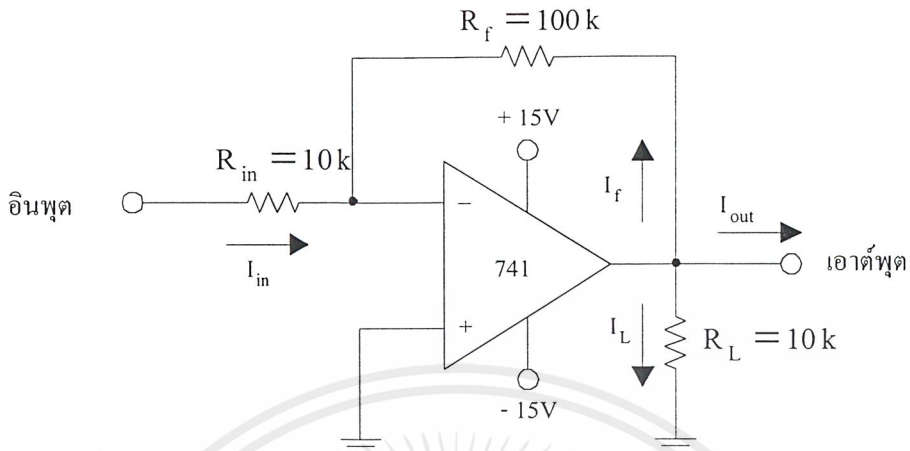 R_f = 100 k
+ 15V
R_in = 10 k
อินพุต
−
I_f
I_out
I_in
741
เอาต์พุต
+
I_L
R_L = 10 k
- 15V